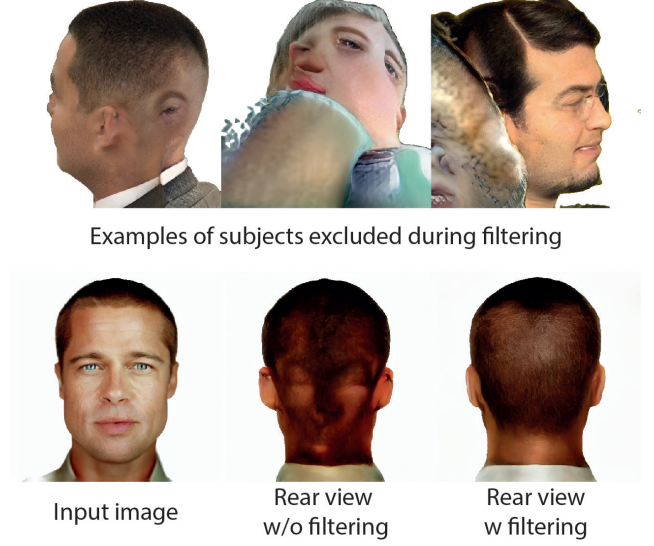 Examples of subjects excluded during filtering
Input image
Rear view
w/o filtering
Rear view
w filtering